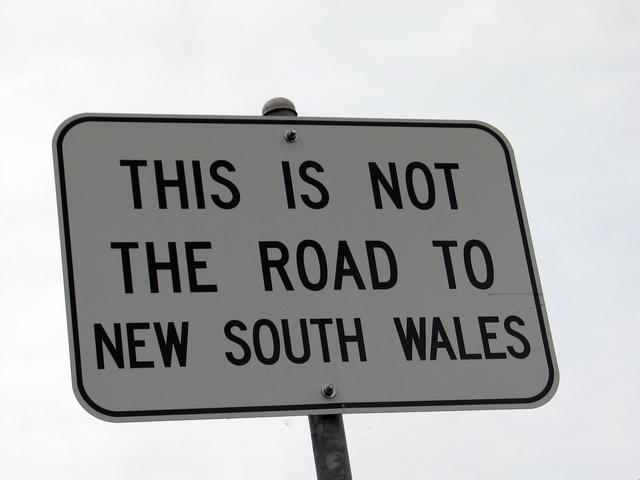 THIS IS NOT
THE ROAD TO
NEW SOUTH WALES